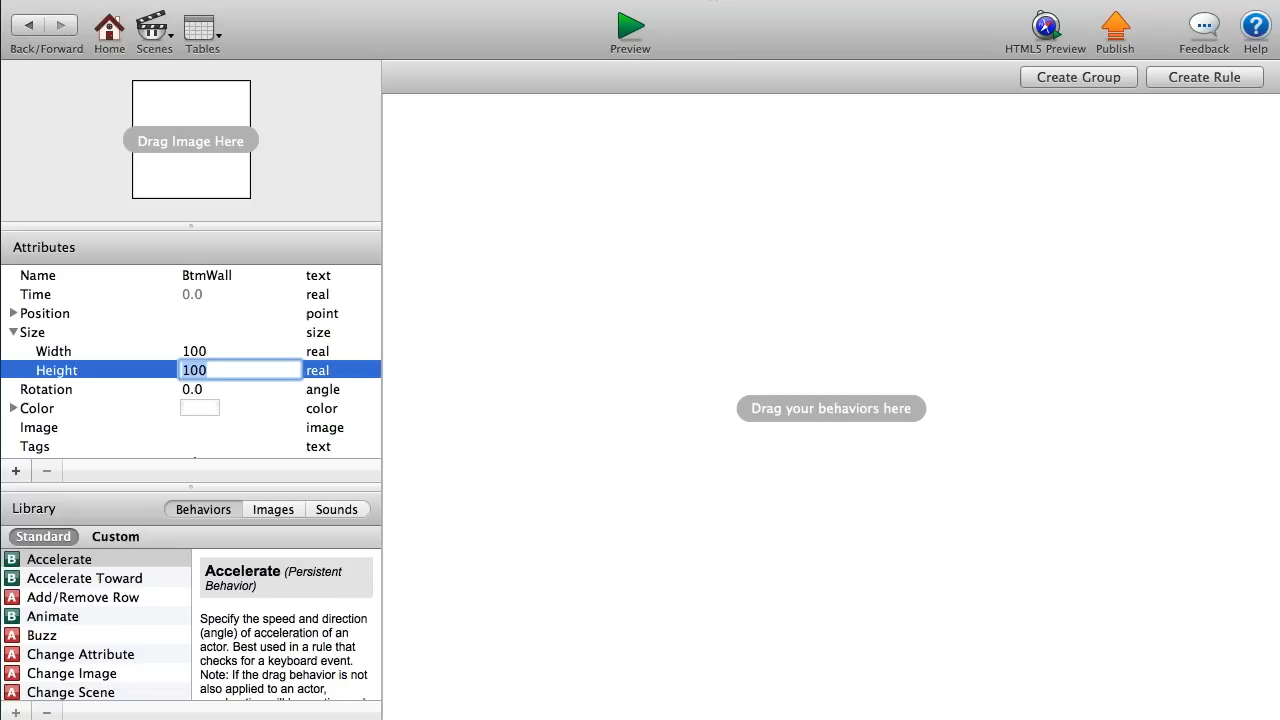 Back/Forward Home Scenes Tables Preview HTML5 Preview Publish Feedback Help
Create Group Create Rule
Drag Image Here
Attributes
Name BtmWall text
Time 0.0 real
Position point
Size size
Width 100 real
Height 100 real
Rotation 0.0 angle
Color color
Image image
Tags text
Drag your behaviors here
+ −
Library Behaviors Images Sounds
Standard Custom
B Accelerate
B Accelerate Toward
A Add/Remove Row
B Animate
A Buzz
A Change Attribute
A Change Image
A Change Scene
Accelerate (Persistent
Behavior)
Specify the speed and direction
(angle) of acceleration of an
actor. Best used in a rule that
checks for a keyboard event.
Note: If the drag behavior is not
also applied to an actor,
+ −